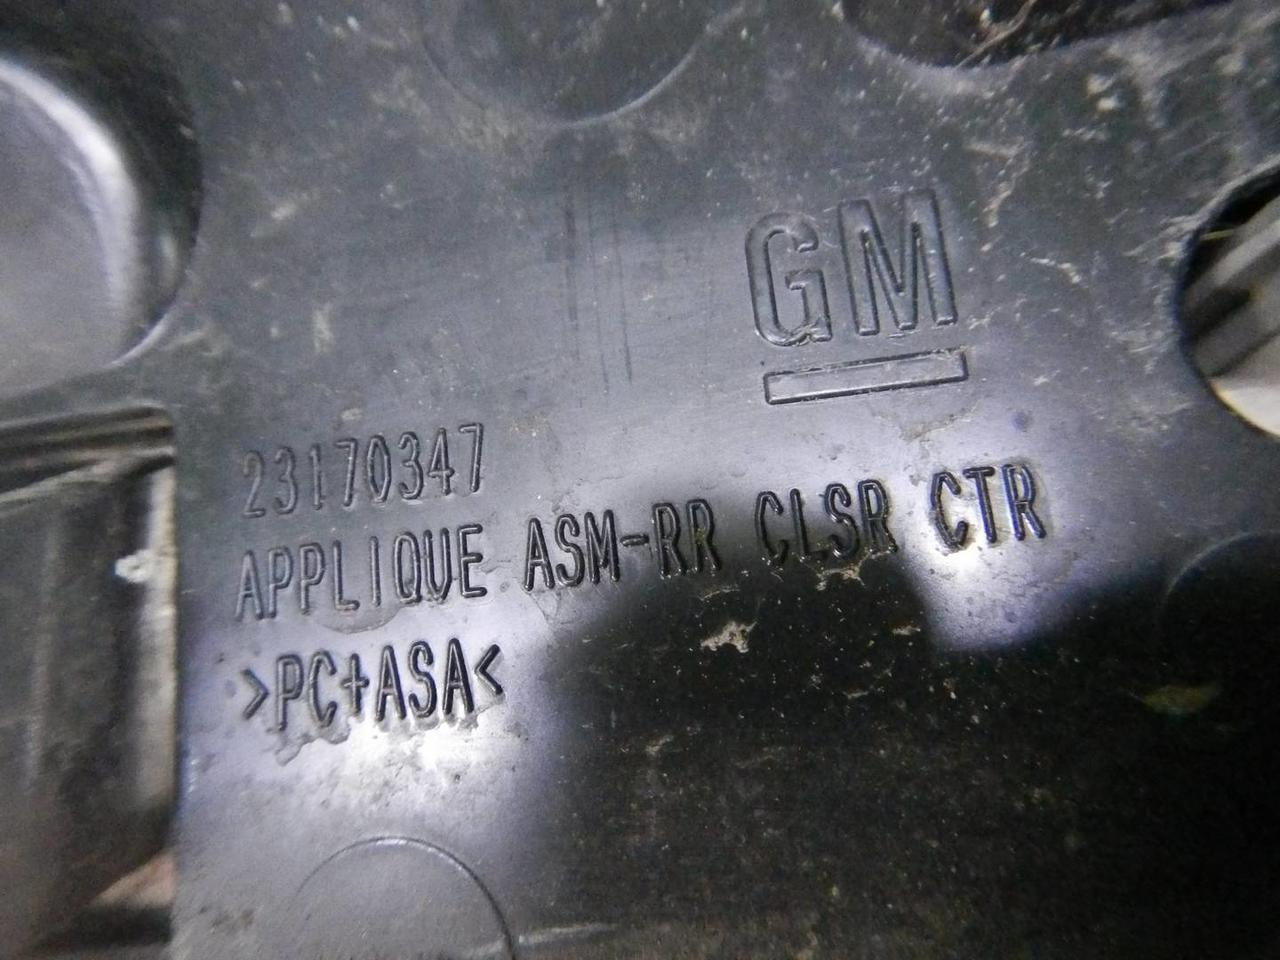 GM
23170347
APPLIQUE ASM-RR CLSR CTR
>PC+ASA<